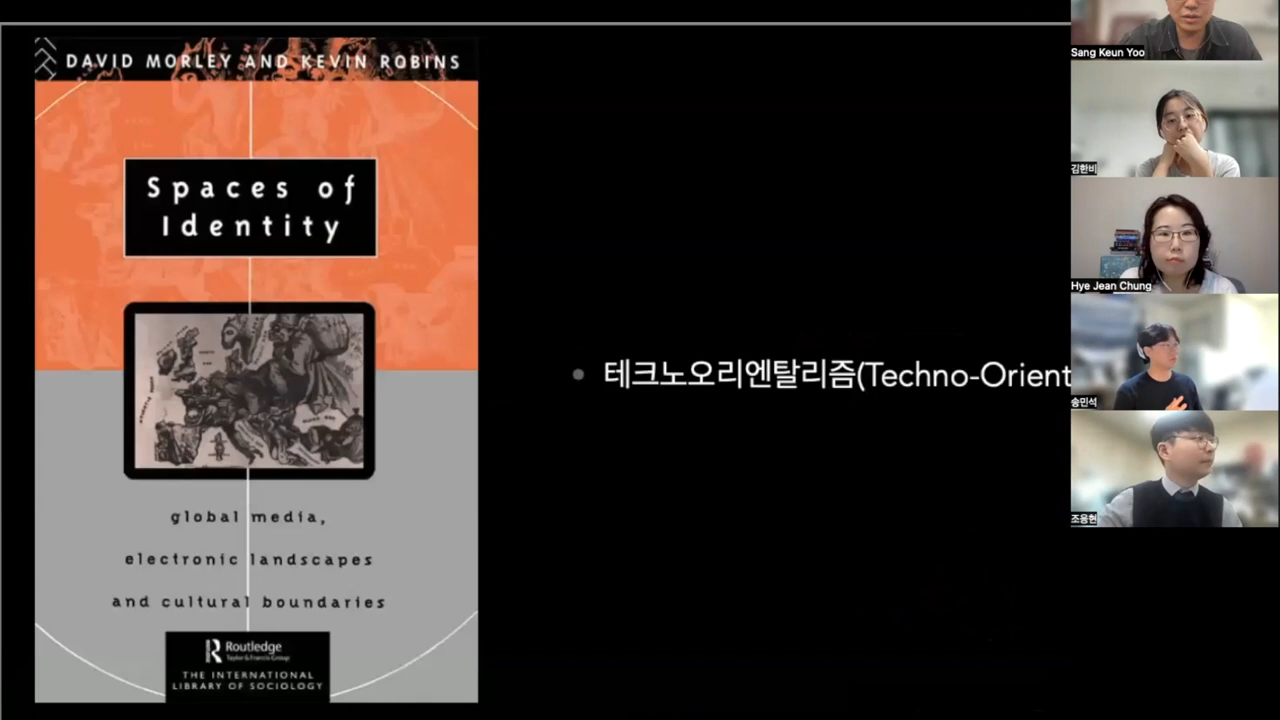 DAVID MORLEY AND KEVIN ROBINS
Spaces of
Identity
global media,
electronic landscapes
and cultural boundaries
Routledge
Taylor & Francis Group
THE INTERNATIONAL
LIBRARY OF SOCIOLOGY
• 테크노오리엔탈리즘(Techno-Orient
Sang Keun Yoo
김한비
Hye Jean Chung
송민석
조용현